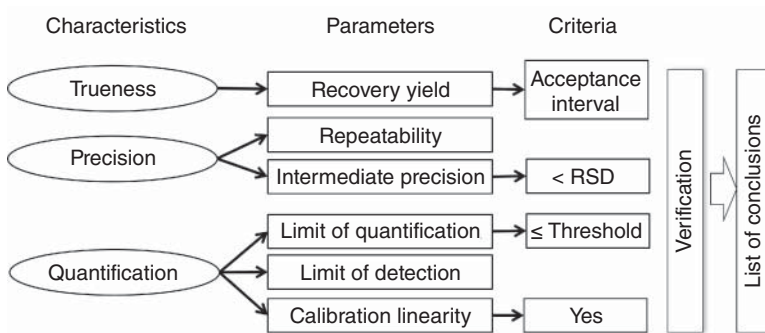 Characteristics Parameters Criteria
Trueness
Recovery yield
Acceptance
interval
Precision
Repeatability
Intermediate precision
< RSD
Quantification
Limit of quantification
≤ Threshold
Limit of detection
Calibration linearity
Yes
Verification
List of conclusions